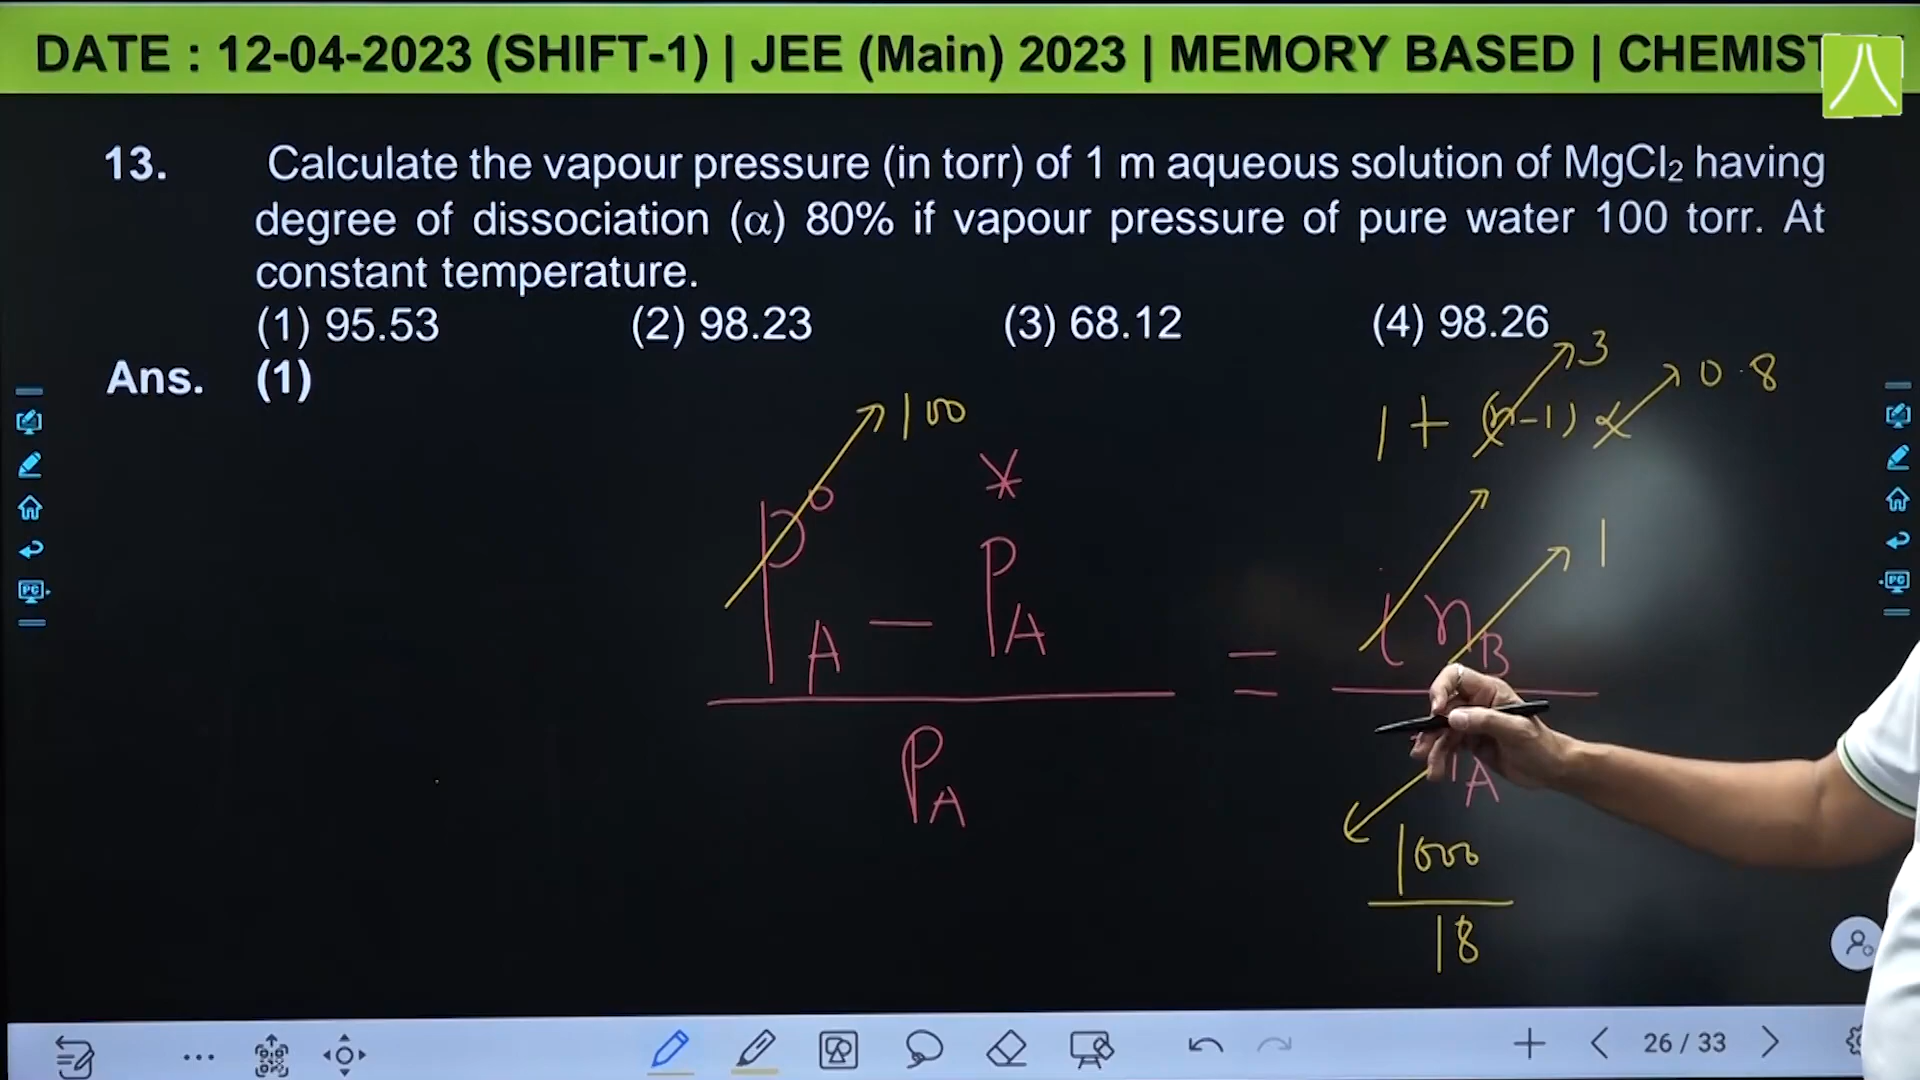 DATE : 12-04-2023 (SHIFT-1) | JEE (Main) 2023 | MEMORY BASED | CHEMIST
13. Calculate the vapour pressure (in torr) of 1 m aqueous solution of MgCl₂ having
degree of dissociation (α) 80% if vapour pressure of pure water 100 torr. At
constant temperature.
(1) 95.53 (2) 98.23 (3) 68.12 (4) 98.26
Ans. (1)
3
0.8
100
1 + (n-1) α
*
1
P°A - PA = i nB
PA
A
1000
18
PC
PC
26 / 33